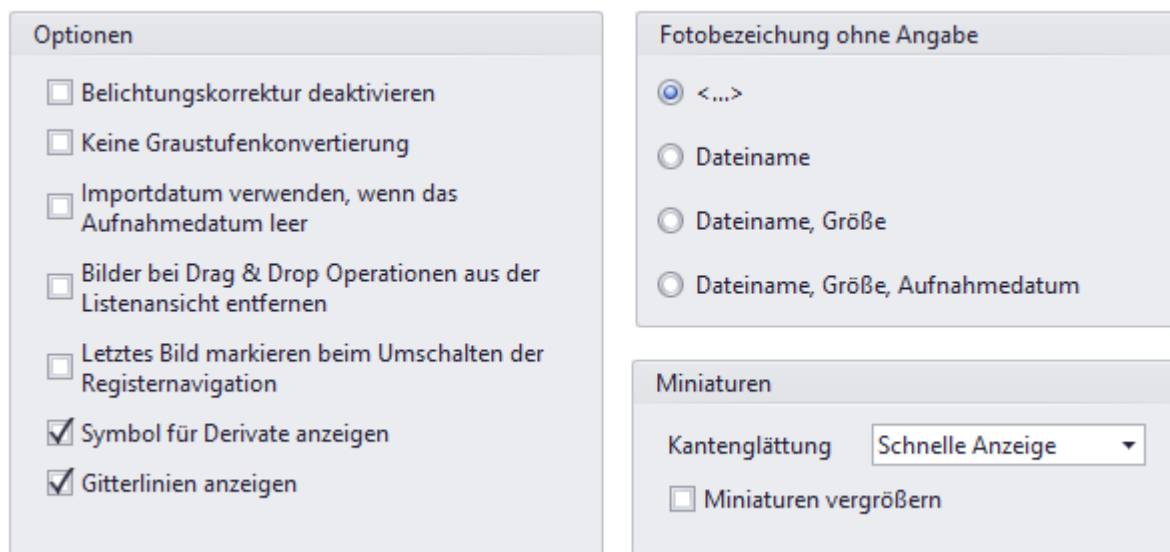 Optionen
Belichtungskorrektur deaktivieren
Keine Graustufenkonvertierung
Importdatum verwenden, wenn das
Aufnahmedatum leer
Bilder bei Drag & Drop Operationen aus der
Listenansicht entfernen
Letztes Bild markieren beim Umschalten der
Registernavigation
Symbol für Derivate anzeigen
Gitterlinien anzeigen
Fotobezeichung ohne Angabe
<...>
Dateiname
Dateiname, Größe
Dateiname, Größe, Aufnahmedatum
Miniaturen
Kantenglättung Schnelle Anzeige
Miniaturen vergrößern